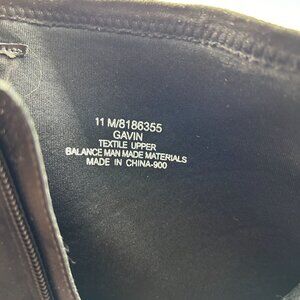 11 M/8186355
GAVIN
TEXTILE UPPER
BALANCE MAN MADE MATERIALS
MADE IN CHINA-900